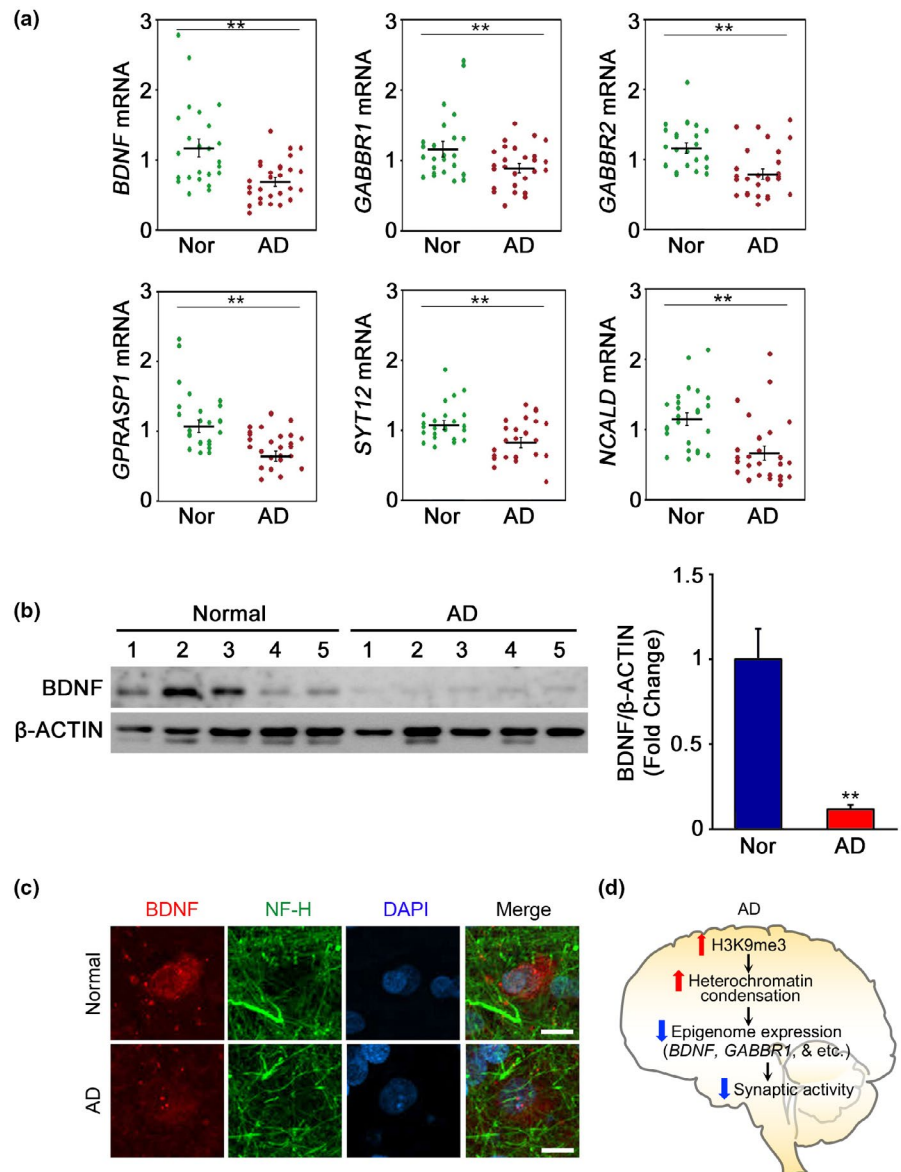 (a)
BDNF mRNA
3
2
1
0
**
Nor AD
GABBR1 mRNA
3
2
1
0
**
Nor AD
GABBR2 mRNA
3
2
1
0
**
Nor AD
GPRASP1 mRNA
3
2
1
0
**
Nor AD
SYT12 mRNA
3
2
1
0
**
Nor AD
NCALD mRNA
3
2
1
0
**
Nor AD
(b)
Normal AD
1 2 3 4 5 1 2 3 4 5
BDNF
β-ACTIN
BDNF/β-ACTIN
(Fold Change)
1.5
1
0.5
0
**
Nor AD
(c)
BDNF NF-H DAPI Merge
Normal
AD
(d)
AD
H3K9me3
Heterochromatin
condensation
Epigenome expression
(BDNF, GABBR1, & etc.)
Synaptic activity